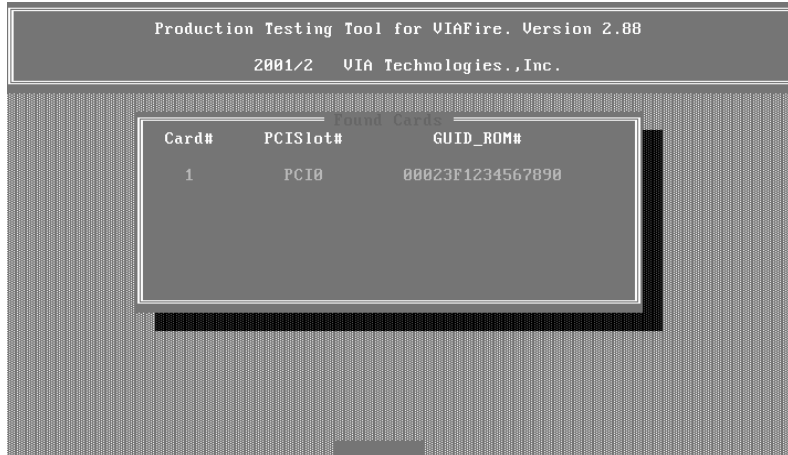 Production Testing Tool for VIAFire. Version 2.88
2001/2 VIA Technologies.,Inc.
Found Cards
Card# PCISlot# GUID_ROM#
1 PCI0 00023F1234567890